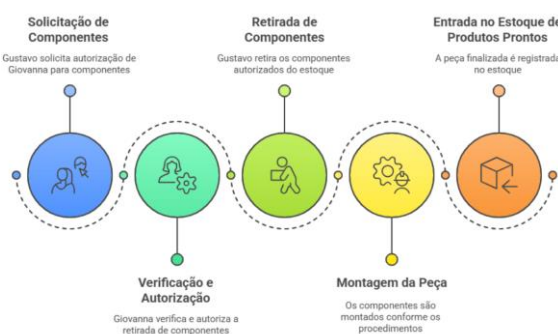 Solicitação de
Componentes
Gustavo solicita autorização de
Giovanna para componentes
Verificação e
Autorização
Giovanna verifica e autoriza a
retirada de componentes
Retirada de
Componentes
Gustavo retira os componentes
autorizados do estoque
Montagem da Peça
Os componentes são
montados conforme os
procedimentos
Entrada no Estoque de
Produtos Prontos
A peça finalizada é registrada
no estoque